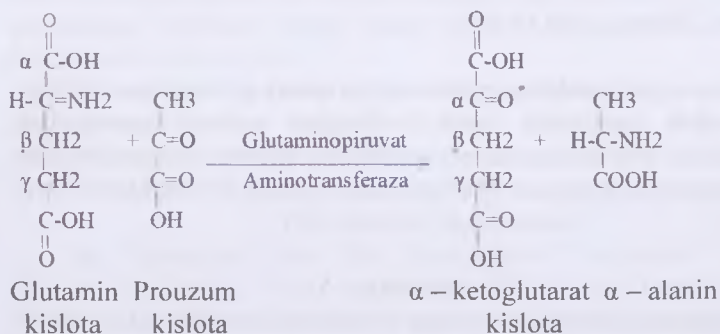 O O
|| ||
α C-OH C-OH
H- C=NH2 CH3 α C=O CH3
β CH2 + C=O Glutaminopiruvat β CH2 + H-C-NH2
γ CH2 C=O Aminotransferaza γ CH2 COOH
C-OH OH C=O
|| OH
O
Glutamin Prouzum α – ketoglutarat α – alanin
kislota kislota kislota